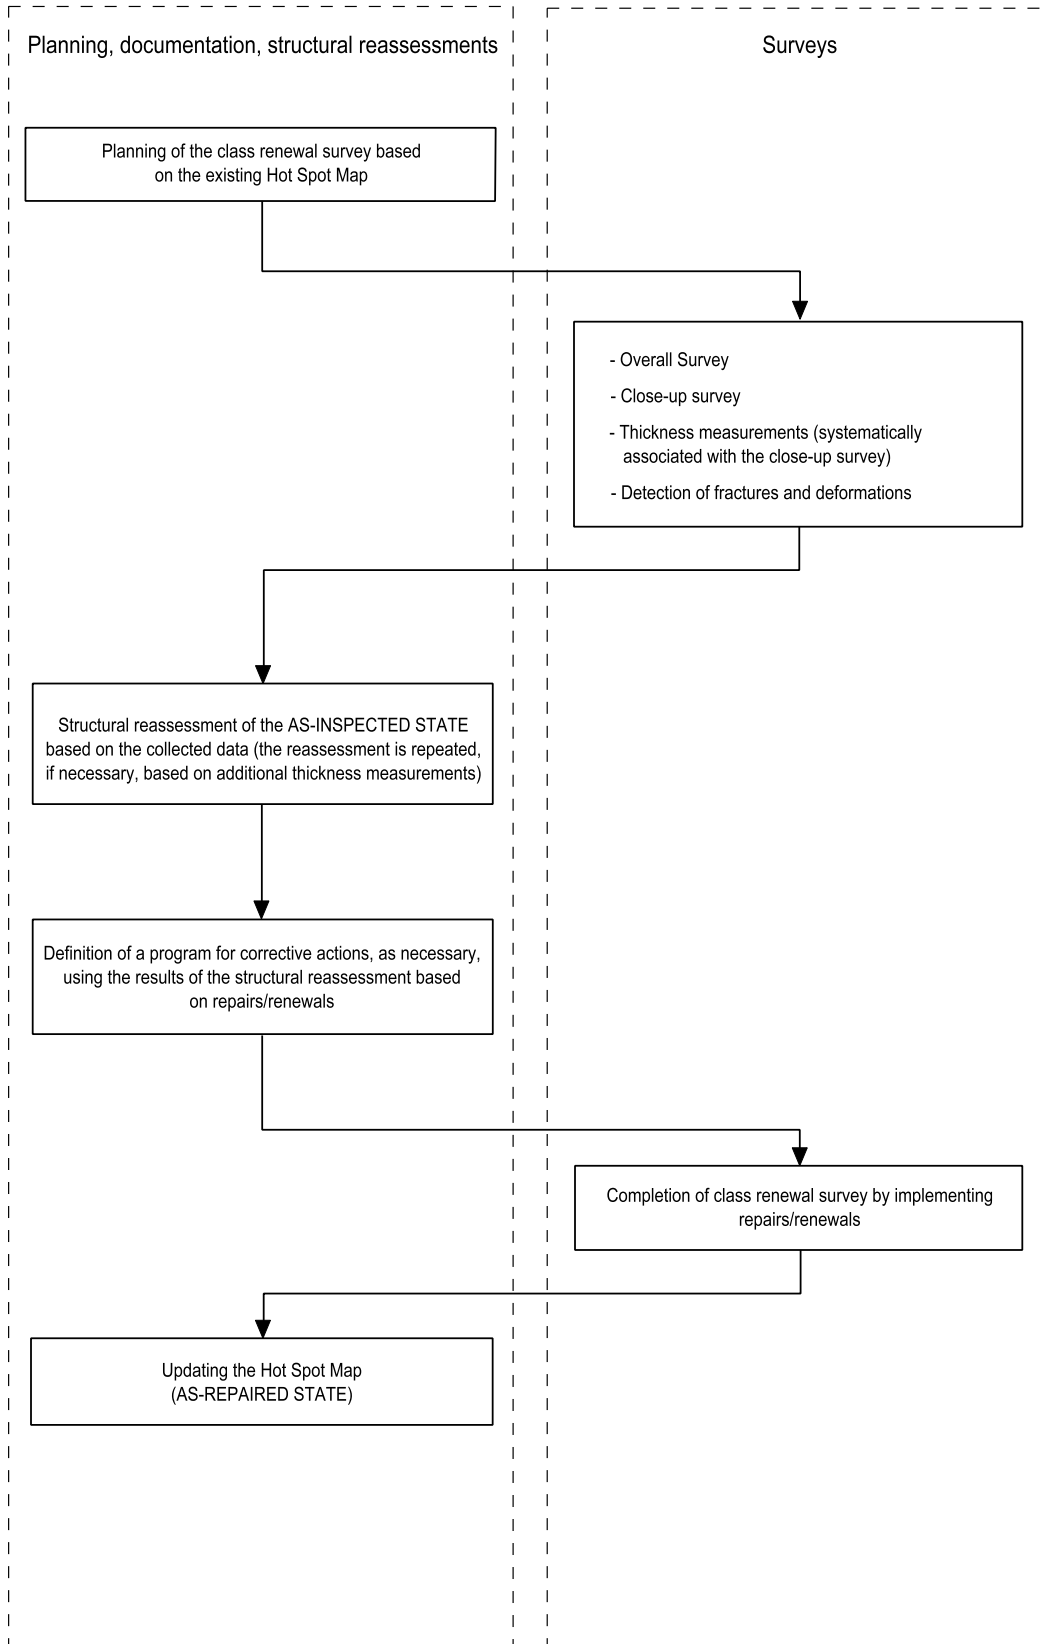 Planning, documentation, structural reassessments
Surveys
Planning of the class renewal survey based
on the existing Hot Spot Map
- Overall Survey
- Close-up survey
- Thickness measurements (systematically
associated with the close-up survey)
- Detection of fractures and deformations
Structural reassessment of the AS-INSPECTED STATE
based on the collected data (the reassessment is repeated,
if necessary, based on additional thickness measurements)
Definition of a program for corrective actions, as necessary,
using the results of the structural reassessment based
on repairs/renewals
Completion of class renewal survey by implementing
repairs/renewals
Updating the Hot Spot Map
(AS-REPAIRED STATE)